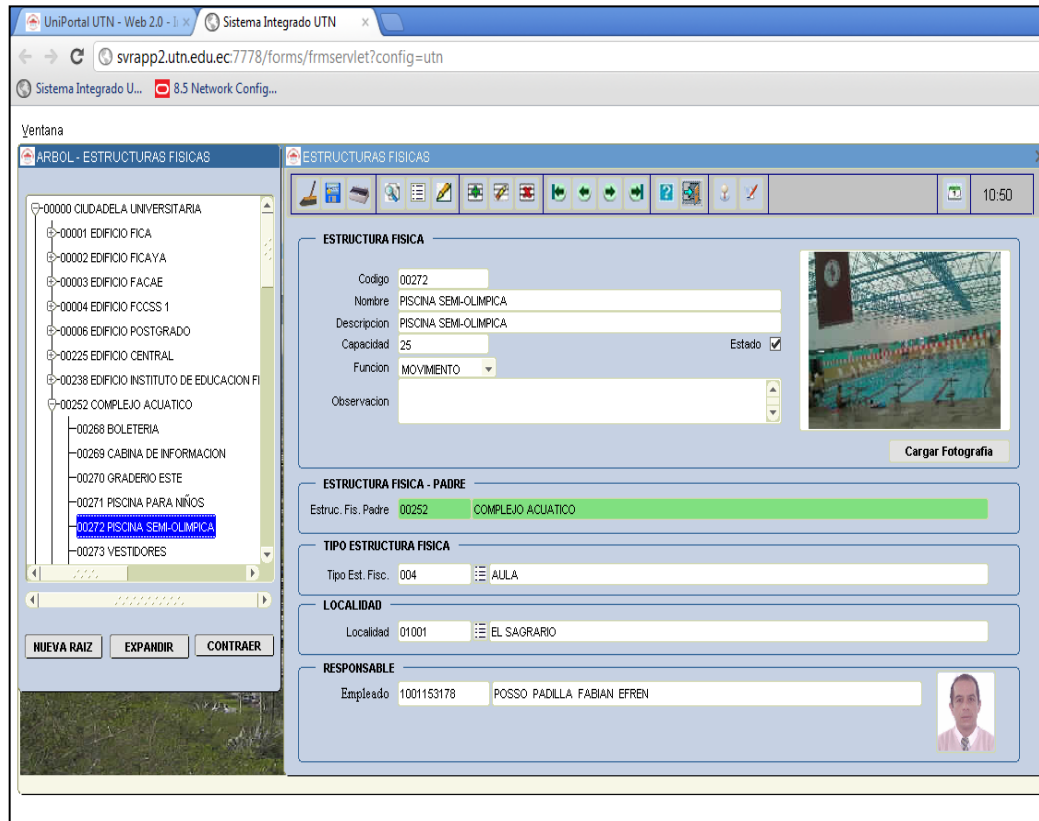 UniPortal UTN - Web 2.0 - I
Sistema Integrado UTN
svrapp2.utn.edu.ec:7778/forms/frmservlet?config=utn
Sistema Integrado U...
8.5 Network Config...
Ventana
ARBOL - ESTRUCTURAS FISICAS
00000 CIUDADELA UNIVERSITARIA
00001 EDIFICIO FICA
00002 EDIFICIO FICAYA
00003 EDIFICIO FACAE
00004 EDIFICIO FCCSS 1
00006 EDIFICIO POSTGRADO
00225 EDIFICIO CENTRAL
00238 EDIFICIO INSTITUTO DE EDUCACION FI
00252 COMPLEJO ACUATICO
00268 BOLETERIA
00269 CABINA DE INFORMACION
00270 GRADERIO ESTE
00271 PISCINA PARA NIÑOS
00272 PISCINA SEMI-OLIMPICA
00273 VESTIDORES
NUEVA RAIZ EXPANDIR CONTRAER
ESTRUCTURAS FISICAS
10:50
ESTRUCTURA FISICA
Codigo 00272
Nombre PISCINA SEMI-OLIMPICA
Descripcion PISCINA SEMI-OLIMPICA
Capacidad 25 Estado
Funcion MOVIMIENTO
Observacion
Cargar Fotografia
ESTRUCTURA FISICA - PADRE
Estruc. Fis. Padre 00252 COMPLEJO ACUATICO
TIPO ESTRUCTURA FISICA
Tipo Est. Fisc. 004 AULA
LOCALIDAD
Localidad 01001 EL SAGRARIO
RESPONSABLE
Empleado 1001153178 POSSO PADILLA FABIAN EFREN